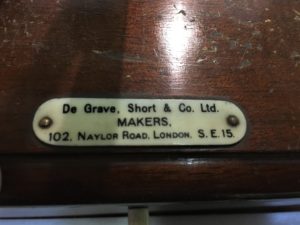 De Grave, Short & Co. Ltd.
MAKERS,
102, NAYLOR ROAD, LONDON, S. E. 15.